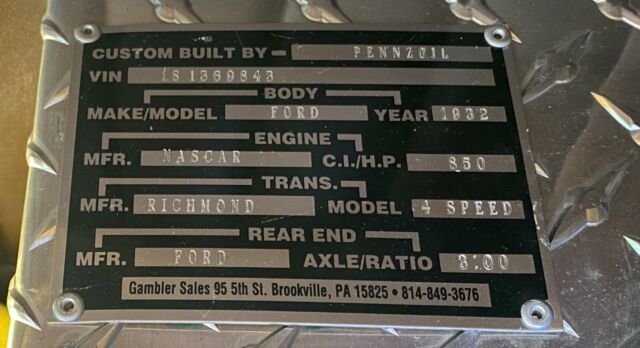 CUSTOM BUILT BY - PENNZOIL
VIN 181369843
BODY
MAKE/MODEL FORD YEAR 1932
ENGINE
MFR. NASCAR C.I./H.P. 850
TRANS.
MFR. RICHMOND MODEL 4 SPEED
REAR END
MFR. FORD AXLE/RATIO 3:00
Gambler Sales 95 5th St. Brookville, PA 15825 • 814-849-3676